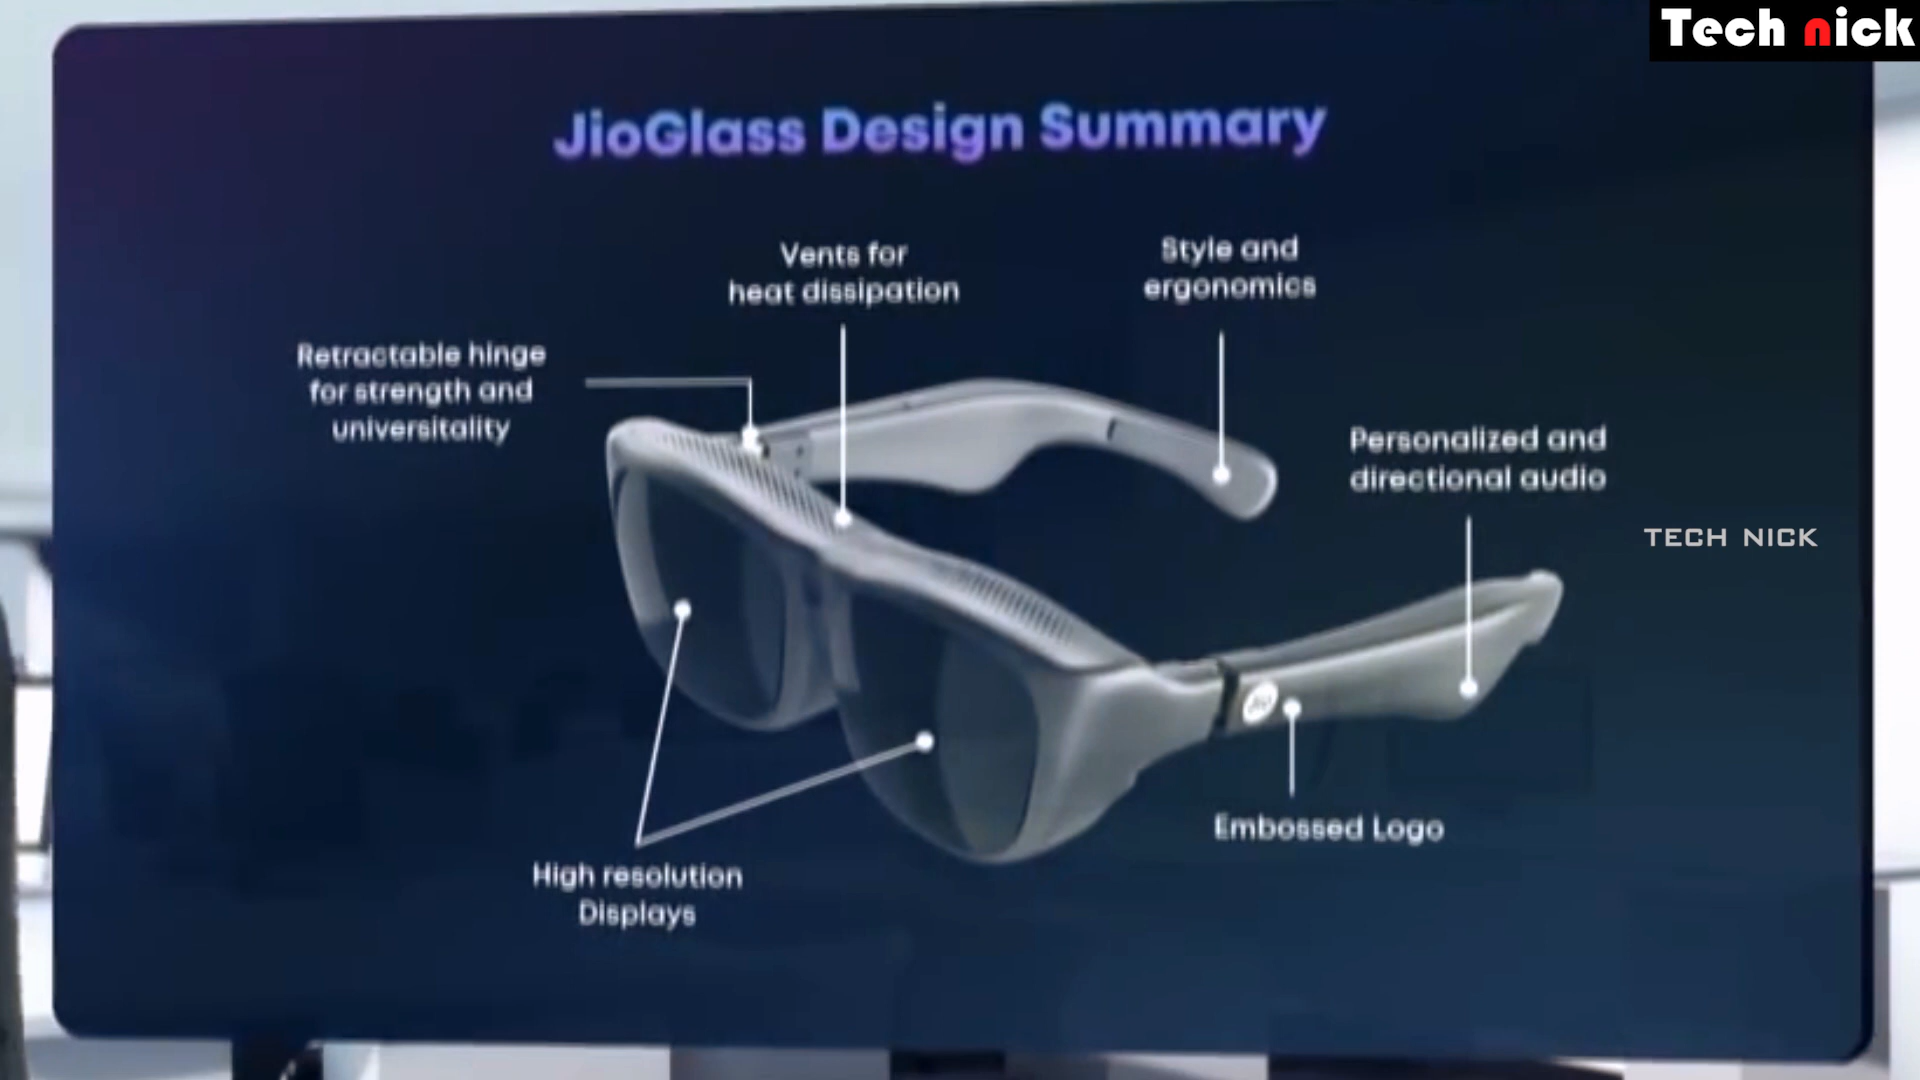 Tech nick
JioGlass Design Summary
Vents for
heat dissipation
Style and
ergonomics
Retractable hinge
for strength and
universitality
Personalized and
directional audio
TECH NICK
Jio
Embossed Logo
High resolution
Displays